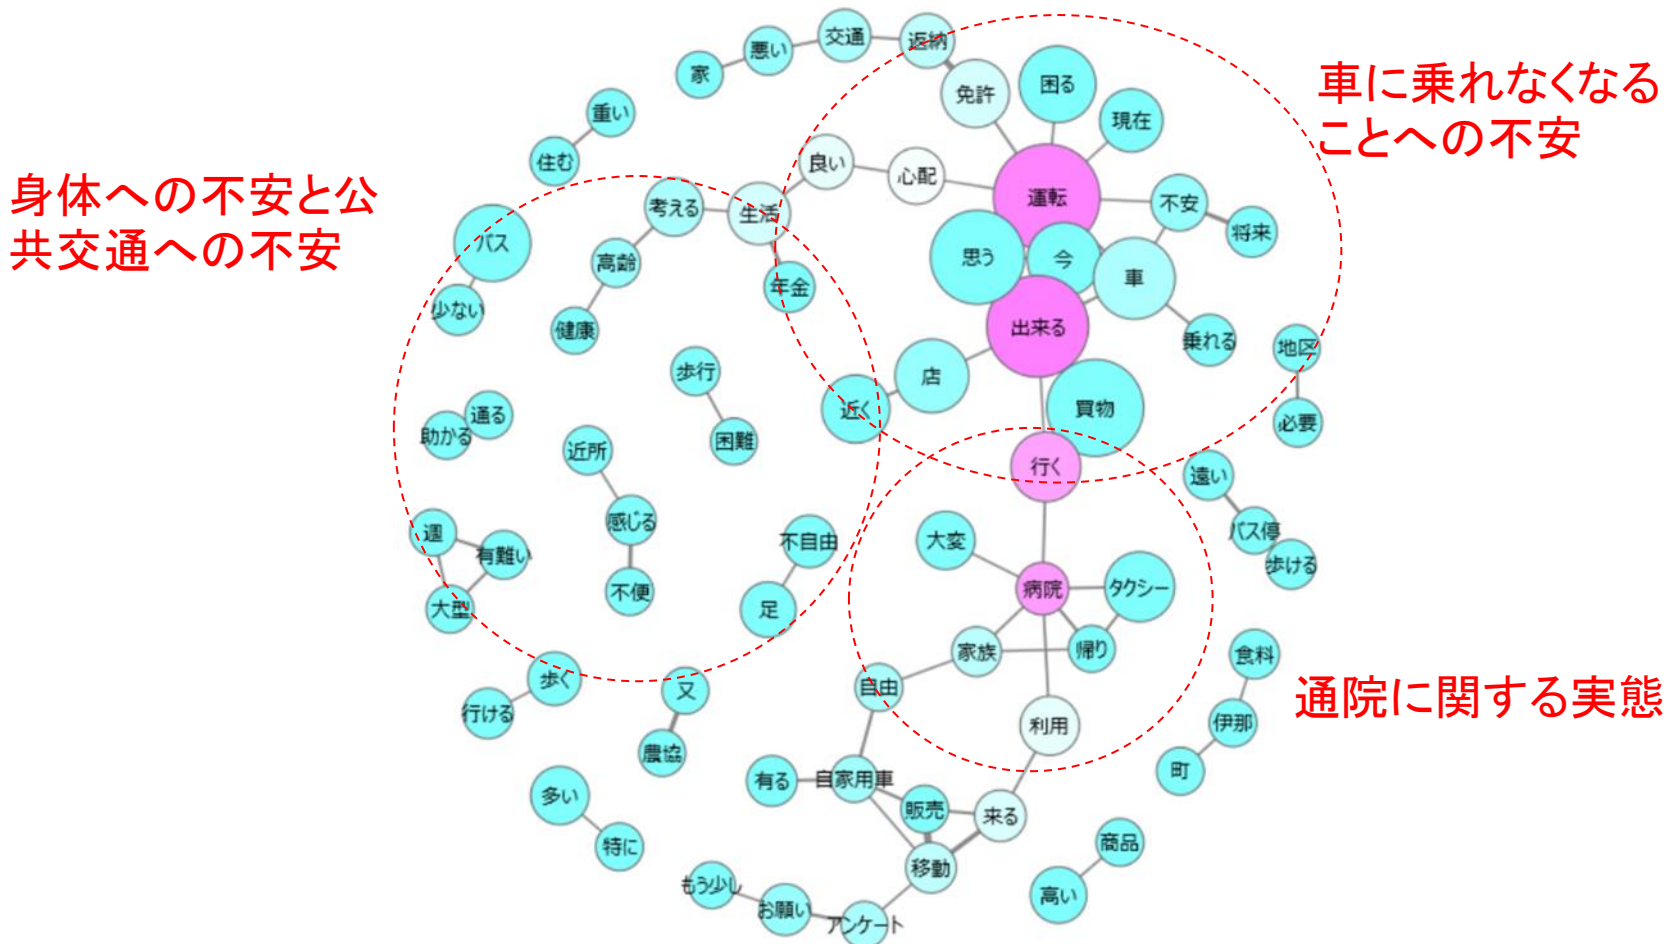 家
悪い
交通
返納
免許
困る
現在
重い
住む
良い
心配
運転
不安
将来
車に乗れなくなる
ことへの不安
身体への不安と公
共交通への不安
考える
生活
高齢
健康
年金
バス
少ない
思う
今
車
乗れる
出来る
店
近く
買物
地区
必要
歩行
困難
通る
助かる
近所
感じる
不便
行く
遠い
バス停
歩ける
週
有難い
大型
不自由
足
大変
病院
タクシー
家族
帰り
自由
利用
通院に関する実態
食料
伊那
町
歩く
行ける
又
農協
有る
自家用車
販売
来る
移動
多い
特に
もう少し
お願い
アンケート
商品
高い